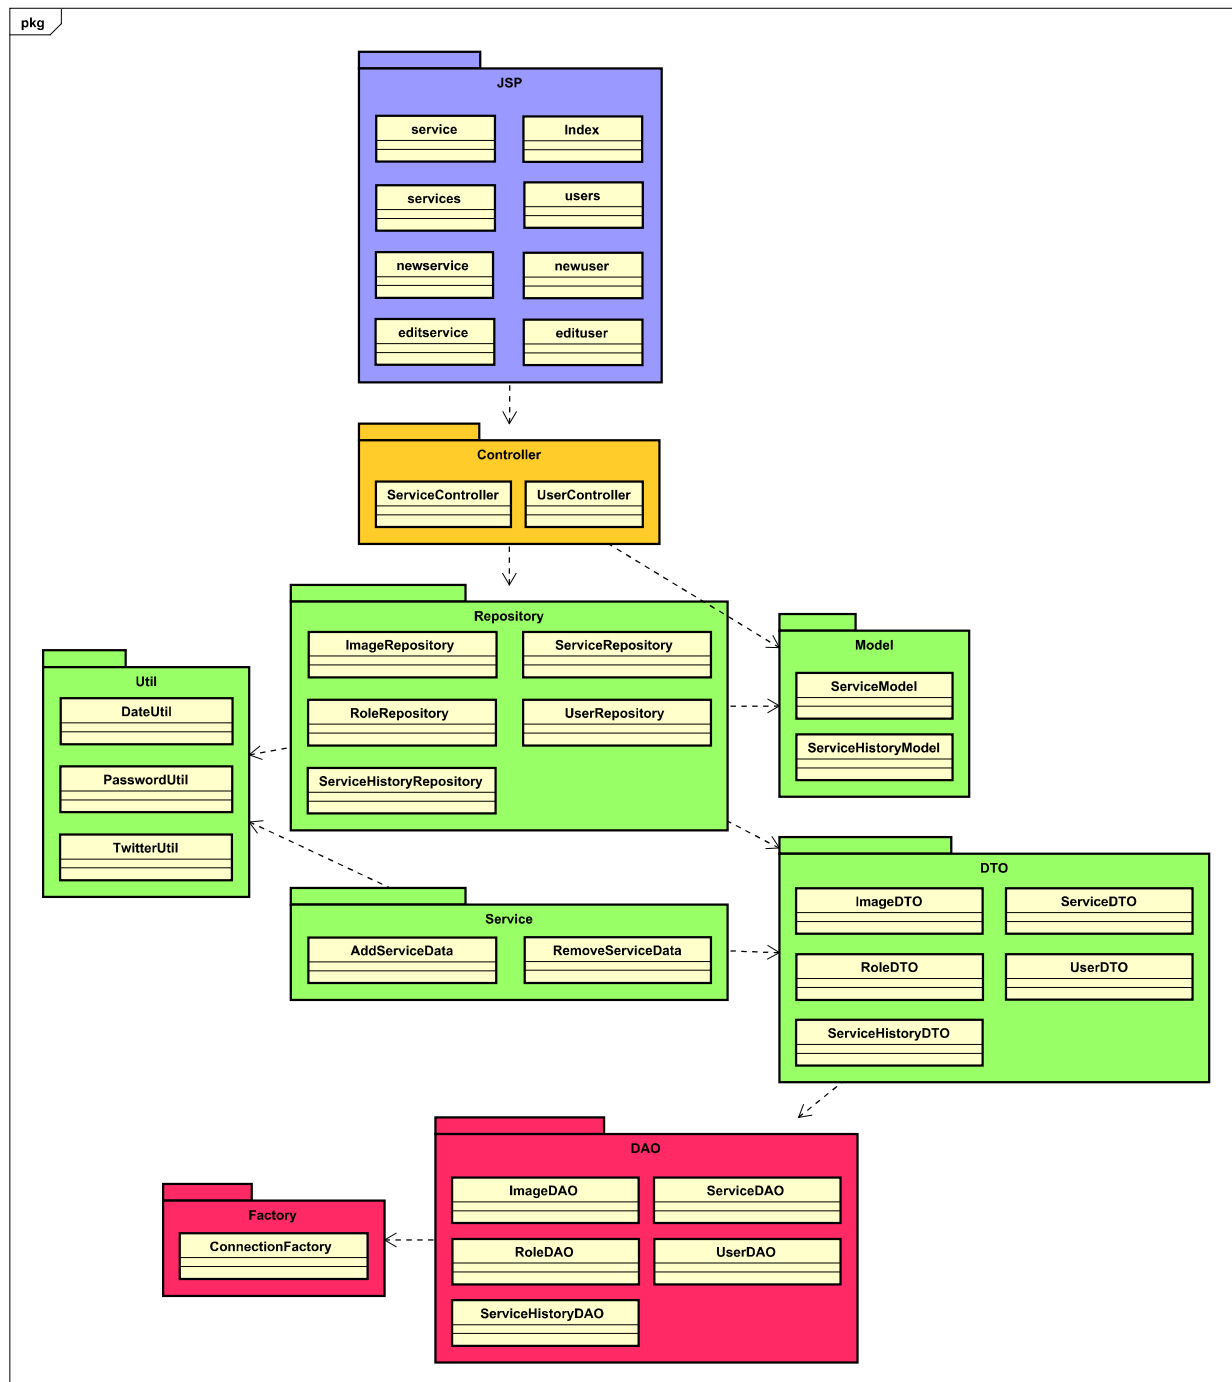 pkg
JSP
service
Index
services
users
newservice
newuser
editservice
edituser
Controller
ServiceController
UserController
Repository
ImageRepository
ServiceRepository
RoleRepository
UserRepository
ServiceHistoryRepository
Model
ServiceModel
ServiceHistoryModel
Util
DateUtil
PasswordUtil
TwitterUtil
Service
AddServiceData
RemoveServiceData
DTO
ImageDTO
ServiceDTO
RoleDTO
UserDTO
ServiceHistoryDTO
DAO
ImageDAO
ServiceDAO
RoleDAO
UserDAO
ServiceHistoryDAO
Factory
ConnectionFactory